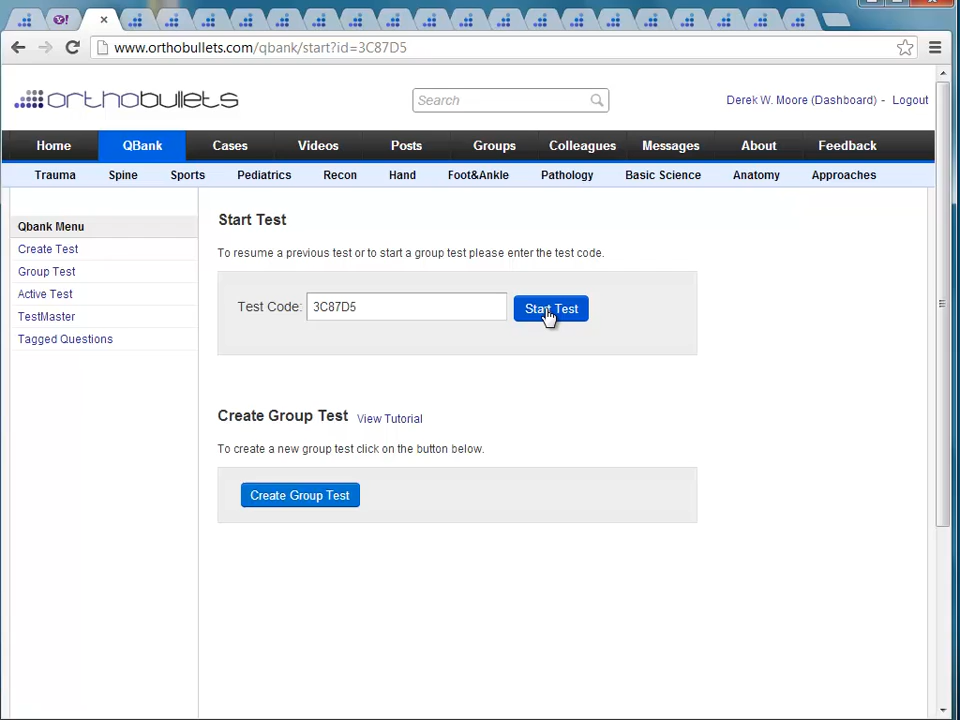 www.orthobullets.com/qbank/start?id=3C87D5
orthobullets
Search
Derek W. Moore (Dashboard) - Logout
Home QBank Cases Videos Posts Groups Colleagues Messages About Feedback
Trauma Spine Sports Pediatrics Recon Hand Foot&Ankle Pathology Basic Science Anatomy Approaches
Qbank Menu
Create Test
Group Test
Active Test
TestMaster
Tagged Questions
Start Test
To resume a previous test or to start a group test please enter the test code.
Test Code: 3C87D5 Start Test
Create Group Test View Tutorial
To create a new group test click on the button below.
Create Group Test